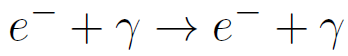 e⁻ + γ → e⁻ + γ